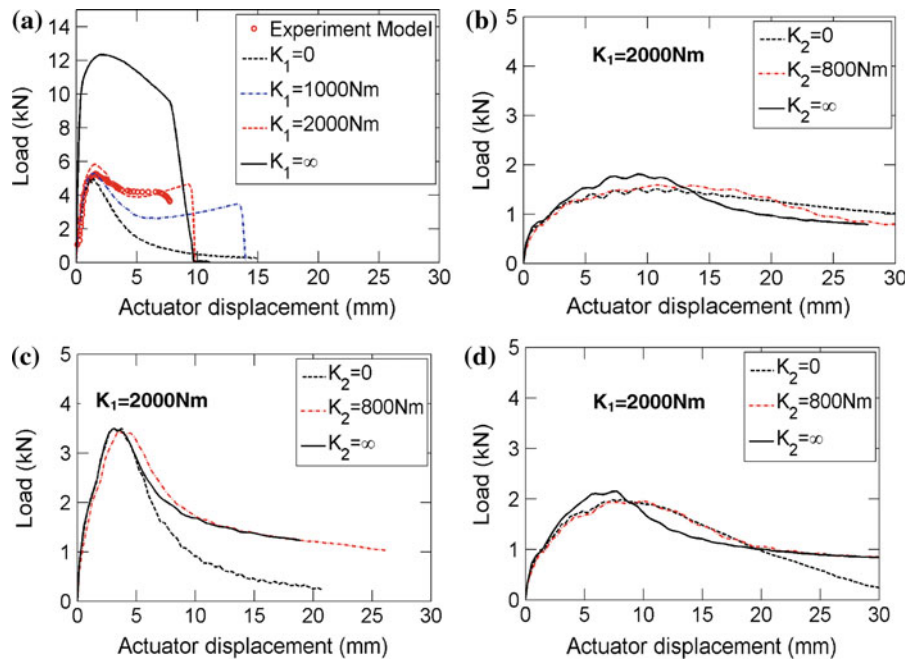 (a)
14
12
10
8
6
4
2
0
Load (kN)
0 5 10 15 20 25 30
Actuator displacement (mm)
Experiment Model
K1=0
K1=1000Nm
K1=2000Nm
K1=∞
(b)
5
4
3
2
1
0
Load (kN)
0 5 10 15 20 25 30
Actuator displacement (mm)
K1=2000Nm
K2=0
K2=800Nm
K2=∞
(c)
5
4
3
2
1
0
Load (kN)
0 5 10 15 20 25 30
Actuator displacement (mm)
K1=2000Nm
K2=0
K2=800Nm
K2=∞
(d)
5
4
3
2
1
0
Load (kN)
0 5 10 15 20 25 30
Actuator displacement (mm)
K1=2000Nm
K2=0
K2=800Nm
K2=∞